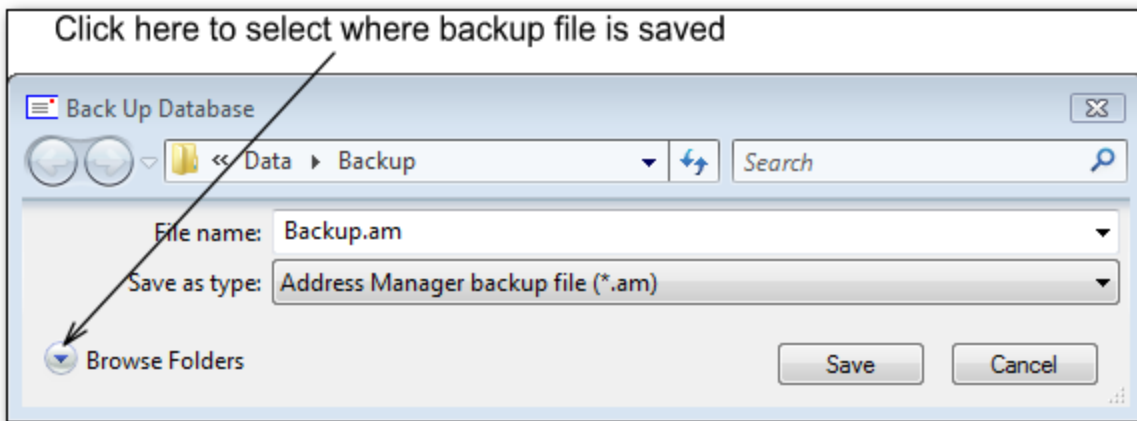 Click here to select where backup file is saved
Back Up Database
« Data Backup
Search
File name: Backup.am
Save as type: Address Manager backup file (*.am)
Browse Folders
Save Cancel